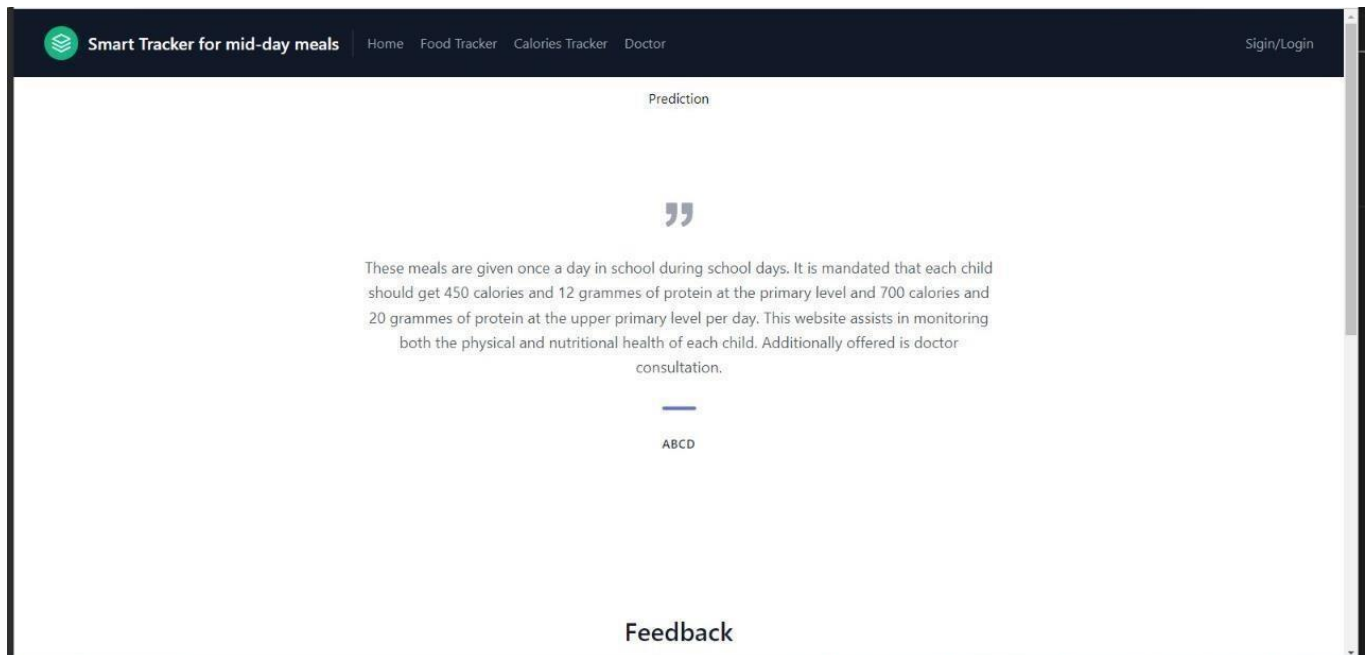 Smart Tracker for mid-day meals Home Food Tracker Calories Tracker Doctor Sigin/Login
Prediction
”
These meals are given once a day in school during school days. It is mandated that each child
should get 450 calories and 12 grammes of protein at the primary level and 700 calories and
20 grammes of protein at the upper primary level per day. This website assists in monitoring
both the physical and nutritional health of each child. Additionally offered is doctor
consultation.
ABCD
Feedback